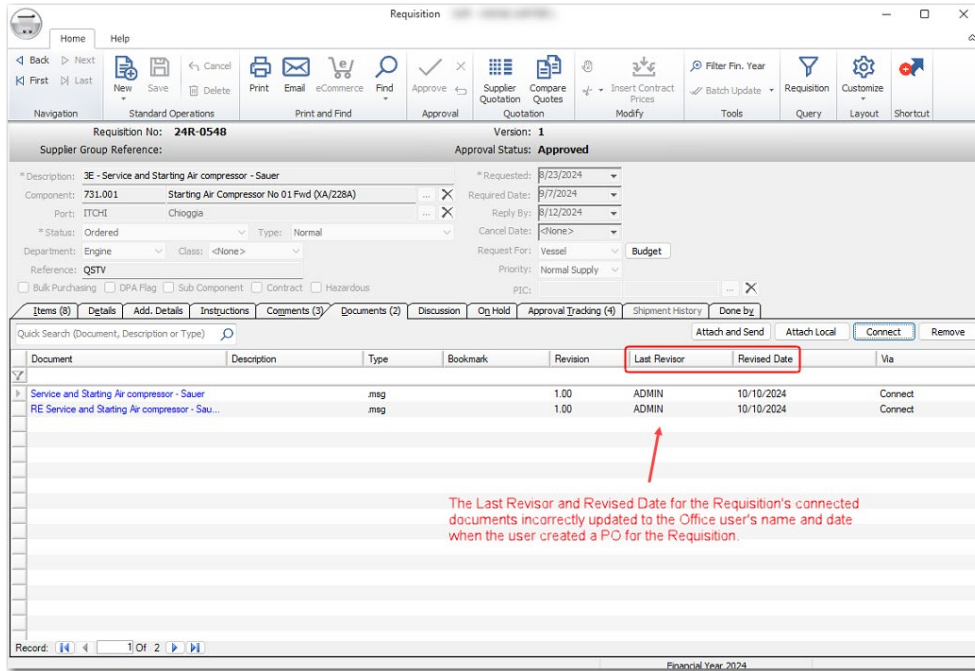 Requisition
Home Help
Back Next
First Last
Navigation
New Save Cancel Delete
Standard Operations
Print Email eCommerce Find
Print and Find
Approve
Approval
Supplier Quotation Compare Quotes
Quotation
Insert Contract Prices
Modify
Filter Fin. Year
Batch Update
Tools
Requisition
Query
Customize
Layout
Shortcut
Requisition No: 24R-0548 Version: 1
Supplier Group Reference: Approval Status: Approved
*Description: 3E - Service and Starting Air compressor - Sauer *Requested: 8/23/2024
Component: 731.001 Starting Air Compressor No 01 Fwd (XA/228A) ... Required Date: 9/7/2024
Port: ITCHI Chioggia ... Reply By: 8/12/2024
*Status: Ordered Type: Normal Cancel Date: <None>
Department: Engine Class: <None> Request For: Vessel Budget
Reference: QSTV Priority: Normal Supply
Bulk Purchasing DPA Flag Sub Component Contract Hazardous PIC: ...
Items (8) Details Add. Details Instructions Comments (3) Documents (2) Discussion On Hold Approval Tracking (4) Shipment History Done by
Quick Search (Document, Description or Type) Attach and Send Attach Local Connect Remove
Document Description Type Bookmark Revision Last Revisor Revised Date Via
Service and Starting Air compressor - Sauer .msg 1.00 ADMIN 10/10/2024 Connect
RE Service and Starting Air compressor - Sau... .msg 1.00 ADMIN 10/10/2024 Connect
The Last Revisor and Revised Date for the Requisition's connected
documents incorrectly updated to the Office user's name and date
when the user created a PO for the Requisition.
Record: 1 Of 2
Financial Year 2024